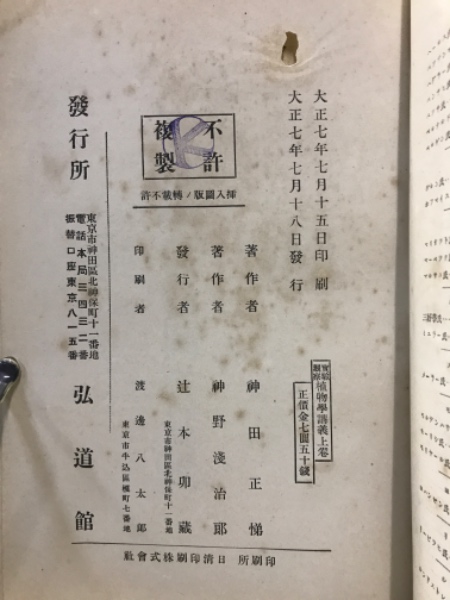 大正七年七月十五日印刷
大正七年七月十八日發行
植物學講義上卷
正價金七圓五十錢
不許
複製
揷入圖版ノ轉載不許
著作者 神田正悌
著作者 神野淺治郎
發行者 辻本卯藏
東京市神田區北神保町十一番地
印刷者 渡邊八太郎
東京市牛込區榎町七番地
發行所
東京市神田區北神保町十一番地
電話本局三四三二番
振替口座東京八一五番
弘道館
印刷所 日淸印刷株式會社